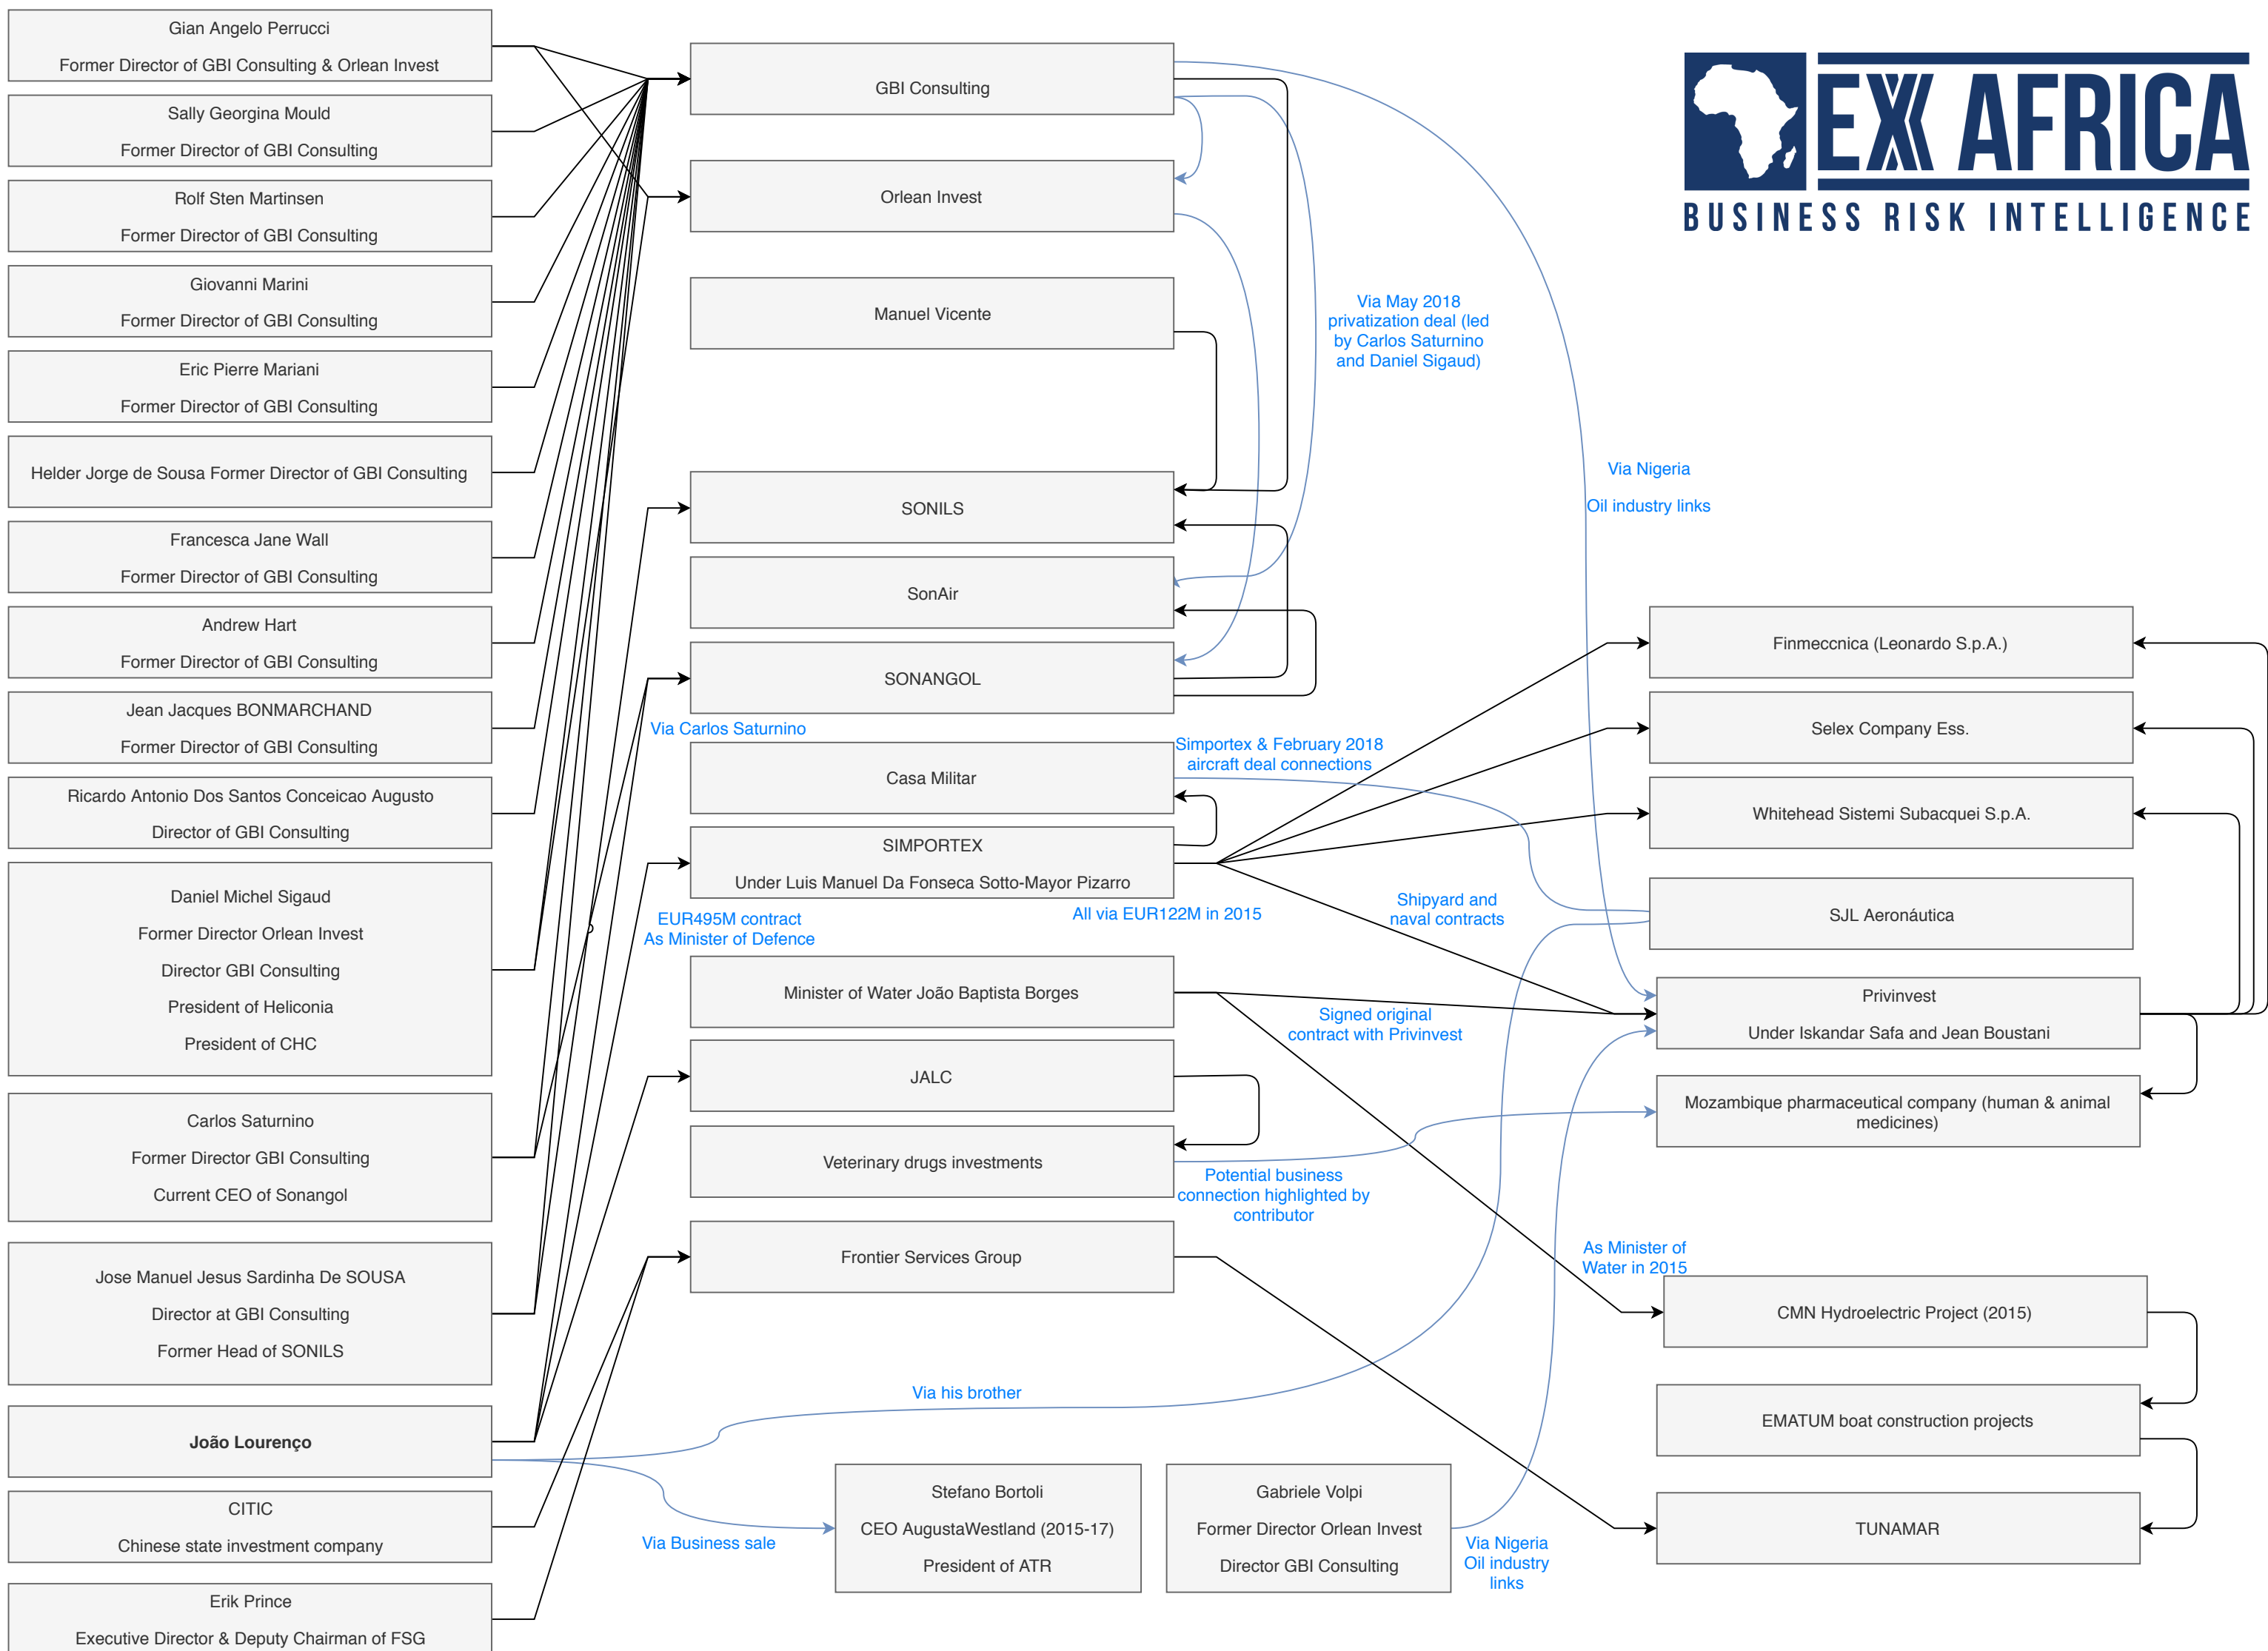 Gian Angelo Perrucci
Former Director of GBI Consulting & Orlean Invest
Sally Georgina Mould
Former Director of GBI Consulting
Rolf Sten Martinsen
Former Director of GBI Consulting
Giovanni Marini
Former Director of GBI Consulting
Eric Pierre Mariani
Former Director of GBI Consulting
Helder Jorge de Sousa Former Director of GBI Consulting
Francesca Jane Wall
Former Director of GBI Consulting
Andrew Hart
Former Director of GBI Consulting
Jean Jacques BONMARCHAND
Former Director of GBI Consulting
Ricardo Antonio Dos Santos Conceicao Augusto
Director of GBI Consulting
Daniel Michel Sigaud
Former Director Orlean Invest
Director GBI Consulting
President of Heliconia
President of CHC
Carlos Saturnino
Former Director GBI Consulting
Current CEO of Sonangol
Jose Manuel Jesus Sardinha De SOUSA
Director at GBI Consulting
Former Head of SONILS
João Lourenço
CITIC
Chinese state investment company
Erik Prince
Executive Director & Deputy Chairman of FSG
GBI Consulting
Orlean Invest
Manuel Vicente
SONILS
SonAir
SONANGOL
Via Carlos Saturnino
Casa Militar
SIMPORTEX
Under Luis Manuel Da Fonseca Sotto-Mayor Pizarro
EUR495M contract
As Minister of Defence
All via EUR122M in 2015
Minister of Water João Baptista Borges
JALC
Veterinary drugs investments
Frontier Services Group
Via his brother
Via Business sale
Stefano Bortoli
CEO AugustaWestland (2015-17)
President of ATR
Gabriele Volpi
Former Director Orlean Invest
Director GBI Consulting
Via Nigeria
Oil industry
links
Via May 2018
privatization deal (led
by Carlos Saturnino
and Daniel Sigaud)
Via Nigeria
Oil industry links
Simportex & February 2018
aircraft deal connections
Shipyard and
naval contracts
Signed original
contract with Privinvest
Potential business
connection highlighted by
contributor
As Minister of
Water in 2015
EXX AFRICA
BUSINESS RISK INTELLIGENCE
Finmeccnica (Leonardo S.p.A.)
Selex Company Ess.
Whitehead Sistemi Subacquei S.p.A.
SJL Aeronáutica
Privinvest
Under Iskandar Safa and Jean Boustani
Mozambique pharmaceutical company (human & animal
medicines)
CMN Hydroelectric Project (2015)
EMATUM boat construction projects
TUNAMAR